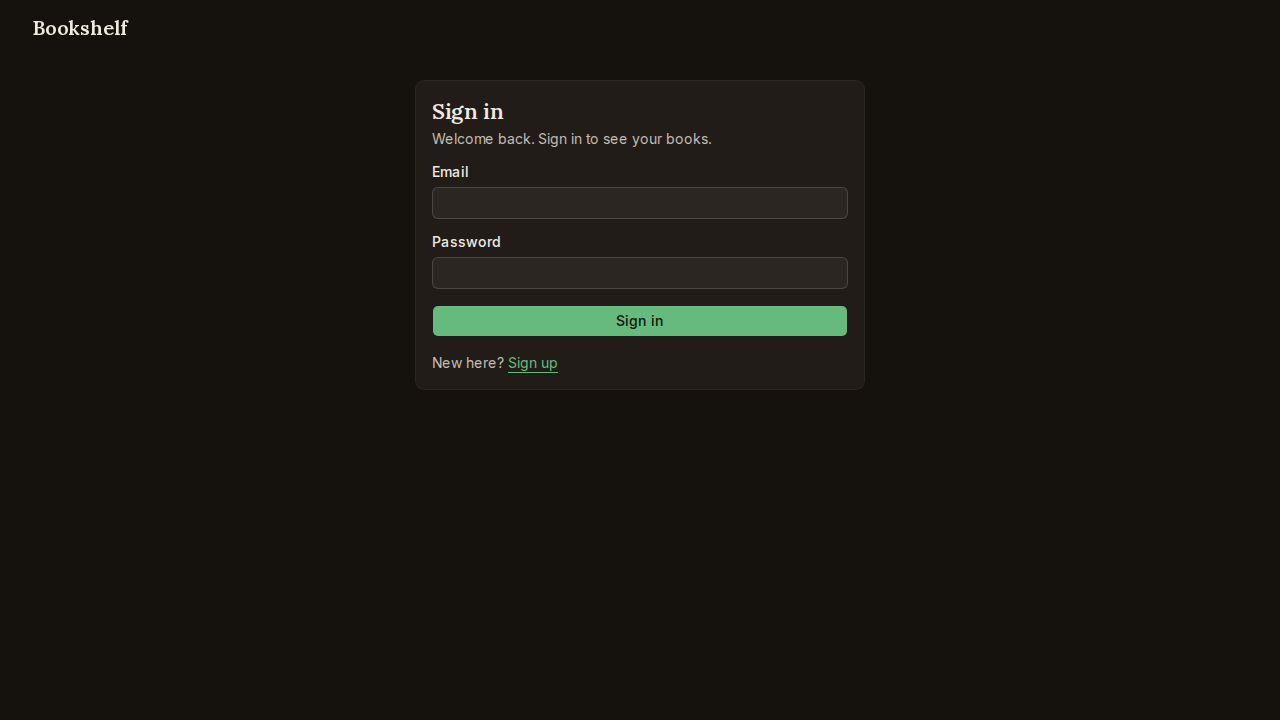 Bookshelf
Sign in
Welcome back. Sign in to see your books.
Email
Password
Sign in
New here? Sign up